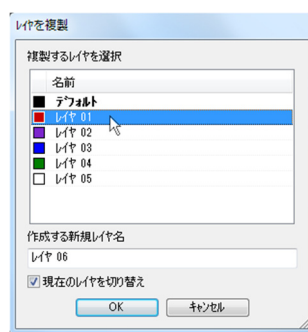 ﾚｲﾔを複製
複製するﾚｲﾔを選択
名前
ﾃﾞﾌｫﾙﾄ
ﾚｲﾔ 01
ﾚｲﾔ 02
ﾚｲﾔ 03
ﾚｲﾔ 04
ﾚｲﾔ 05
作成する新規ﾚｲﾔ名
ﾚｲﾔ 06
現在のﾚｲﾔを切り替え
OK ｷｬﾝｾﾙ